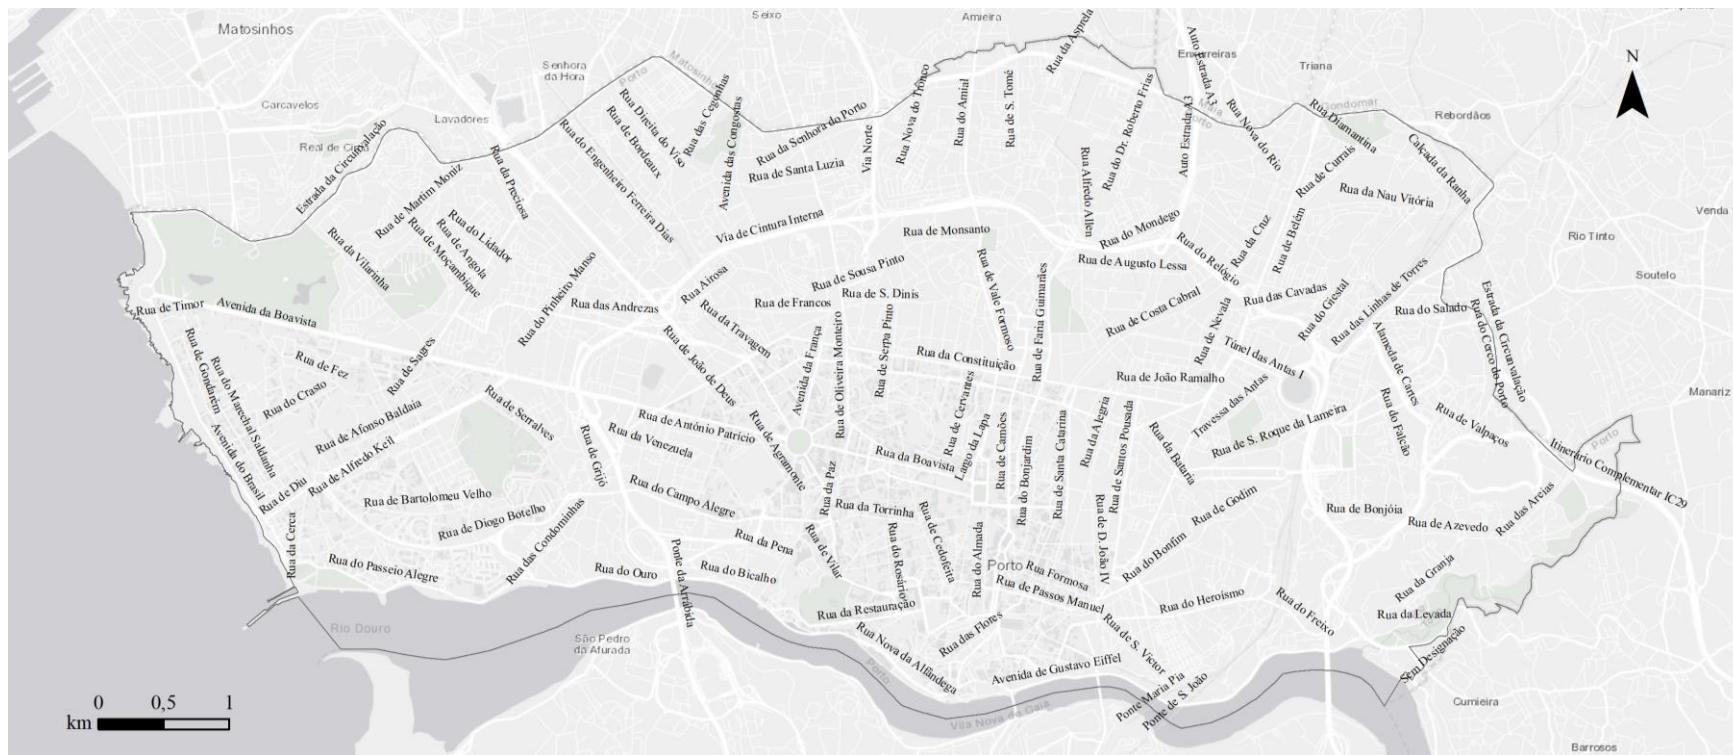 Seixo
Amieira
Matosinhos
Rua da Asprela
Enxurreiras
Auto Estrada A3
Triana
N
Senhora
da Hora
Porto
Matosinhos
Carcavelos
Lavadores
Real de Cima
Estrada da Circunvalação
Rua Direita do Viso
Rua de Bordeux
Rua das Cegonhas
Avenida das Congostas
Rua do Engenheiro Ferreira Dias
Rua da Senhora do Porto
Rua de Santa Luzia
Via Norte
Rua Nova do Tronco
Rua do Amial
Rua de S. Tomé
Rua do Dr. Roberto Frias
Rua Alfredo Allen
Auto Estrada A3
Maia
Porto
Rua Nova do Rio
Gondomar
Rua Diamantina
Rebordãos
Calçada da Ranha
Rua de Currais
Rua da Nau Vitória
Venda
Rio Tinto
Soutelo
Manariz
Rua da Preciosa
Rua de Martim Moniz
Rua do Lidador
Rua de Angola
Rua de Moçambique
Rua da Vilarinha
Via de Cintura Interna
Rua de Monsanto
Rua do Mondego
Rua do Relógio
Rua da Cruz
Rua de Belém
Rua de Augusto Lessa
Rua de Timor
Avenida da Boavista
Rua do Pinheiro Manso
Rua das Andrezas
Rua Airosa
Rua da Travagem
Rua de Sousa Pinto
Rua de Francos
Rua de S. Dinis
Rua de Vale Formoso
Rua de Faria Guimarães
Rua de Costa Cabral
Rua de Nevala
Rua das Cavadas
Rua do Giestal
Rua das Linhas de Torres
Rua do Salado
Estrada da Circunvalação
Rua do Cerco do Porto
Rua de Gondarém
Rua do Marechal Saldanha
Rua de Fez
Rua do Crasto
Rua de Sagres
Rua de João de Deus
Avenida da França
Rua de Oliveira Monteiro
Rua de Serpa Pinto
Rua da Constituição
Túnel das Antas I
Alameda de Cartes
Rua de João Ramalho
Travessa das Antas
Rua do Falcão
Rua de Valpaços
Avenida do Brasil
Rua de Afonso Baldaia
Rua de Alfredo Keil
Rua de Serralves
Rua de António Patrício
Rua da Venezuela
Rua de Agramonte
Rua de Cervantes
Largo da Lapa
Rua da Boavista
Rua de Camões
Rua do Bonjardim
Rua de Santa Catarina
Rua da Alegria
Rua de Santos Pousada
Rua da Bataria
Rua de S. Roque da Lameira
Porto
Itinerário Complementar IC29
Rua de Diu
Rua de Grijó
Rua de Bartolomeu Velho
Rua do Campo Alegre
Rua da Paz
Rua da Torrinha
Rua de D. João IV
Rua de Godim
Rua de Bonjóia
Rua de Azevedo
Rua das Areias
Rua da Cerca
Rua de Diogo Botelho
Rua das Condominhas
Rua da Pena
Rua de Vilar
Rua do Rosário
Rua de Cedofeita
Rua do Almada
Porto
Rua Formosa
Rua do Bonfim
Rua do Passeio Alegre
Rua do Ouro
Ponte da Arrábida
Rua do Bicalho
Rua de Passos Manuel
Rua do Heroísmo
Rua do Freixo
Rua da Granja
Rua da Levada
Rua da Restauração
Rua Nova da Alfândega
Rua das Flores
Rua de S. Victor
Sem Designação
Rio Douro
São Pedro
da Afurada
Porto
Avenida de Gustavo Eiffel
Ponte Maria Pia
Ponte de S. João
Vila Nova de Gaia
Cumieira
Barrosos
0 0,5 1
km